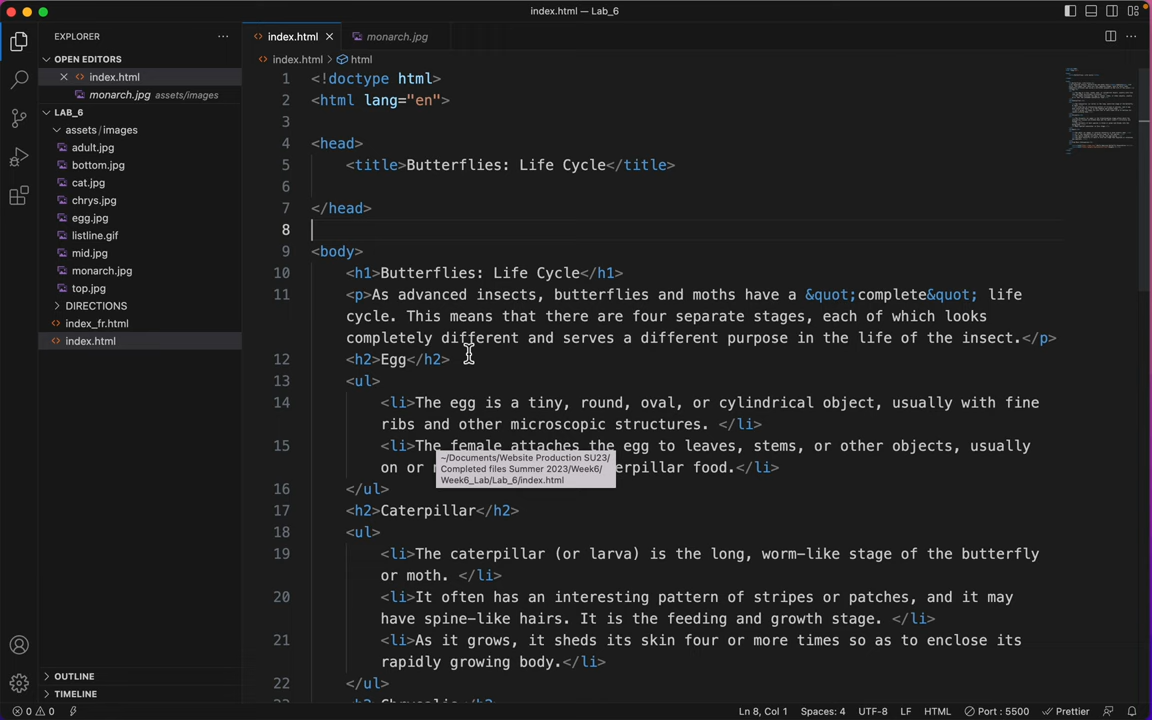 index.html — Lab_6
EXPLORER
OPEN EDITORS
index.html
monarch.jpg assets/images
LAB_6
assets/images
adult.jpg
bottom.jpg
cat.jpg
chrys.jpg
egg.jpg
listline.gif
mid.jpg
monarch.jpg
top.jpg
DIRECTIONS
index_fr.html
index.html
OUTLINE
TIMELINE
index.html
monarch.jpg
index.html > html
1 <!doctype html>
2 <html lang="en">
3
4 <head>
5 <title>Butterflies: Life Cycle</title>
6
7 </head>
8
9 <body>
10 <h1>Butterflies: Life Cycle</h1>
11 <p>As advanced insects, butterflies and moths have a &quot;complete&quot; life
cycle. This means that there are four separate stages, each of which looks
completely different and serves a different purpose in the life of the insect.</p>
12 <h2>Egg</h2>
13 <ul>
14 <li>The egg is a tiny, round, oval, or cylindrical object, usually with fine
ribs and other microscopic structures. </li>
15 <li>The female attaches the egg to leaves, stems, or other objects, usually
on or caterpillar food.</li>
~/Documents/Website Production SU23/
Completed files Summer 2023/Week6/
Week6_Lab/Lab_6/index.html
16 </ul>
17 <h2>Caterpillar</h2>
18 <ul>
19 <li>The caterpillar (or larva) is the long, worm-like stage of the butterfly
or moth. </li>
20 <li>It often has an interesting pattern of stripes or patches, and it may
have spine-like hairs. It is the feeding and growth stage. </li>
21 <li>As it grows, it sheds its skin four or more times so as to enclose its
rapidly growing body.</li>
22 </ul>
0 0 Ln 8, Col 1 Spaces: 4 UTF-8 LF HTML Port : 5500 Prettier